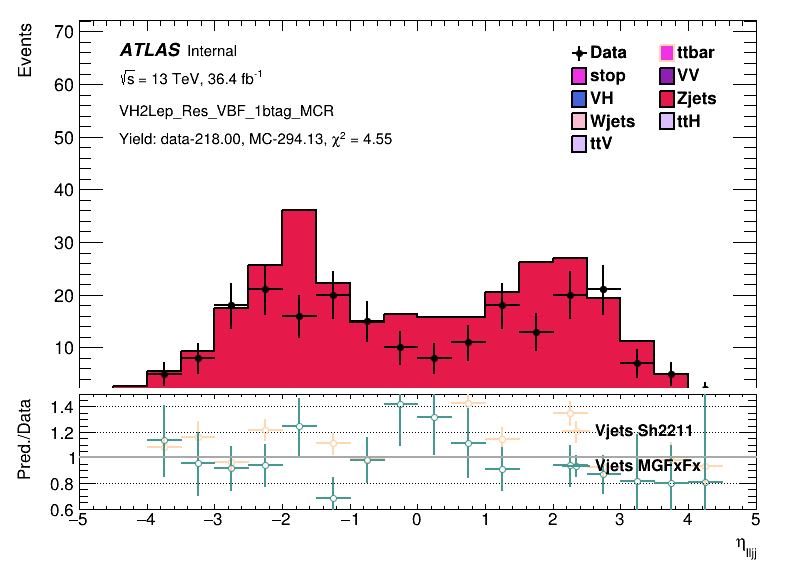 Events
70
60
50
40
30
20
10
ATLAS Internal
√s = 13 TeV, 36.4 fb⁻¹
VH2Lep_Res_VBF_1btag_MCR
Yield: data-218.00, MC-294.13, χ² = 4.55
Data ttbar
stop VV
VH Zjets
Wjets ttH
ttV
Pred./Data
1.4
1.2
1
0.8
0.6
Vjets Sh2211
Vjets MGFxFx
−5 −4 −3 −2 −1 0 1 2 3 4 5
η_lljj